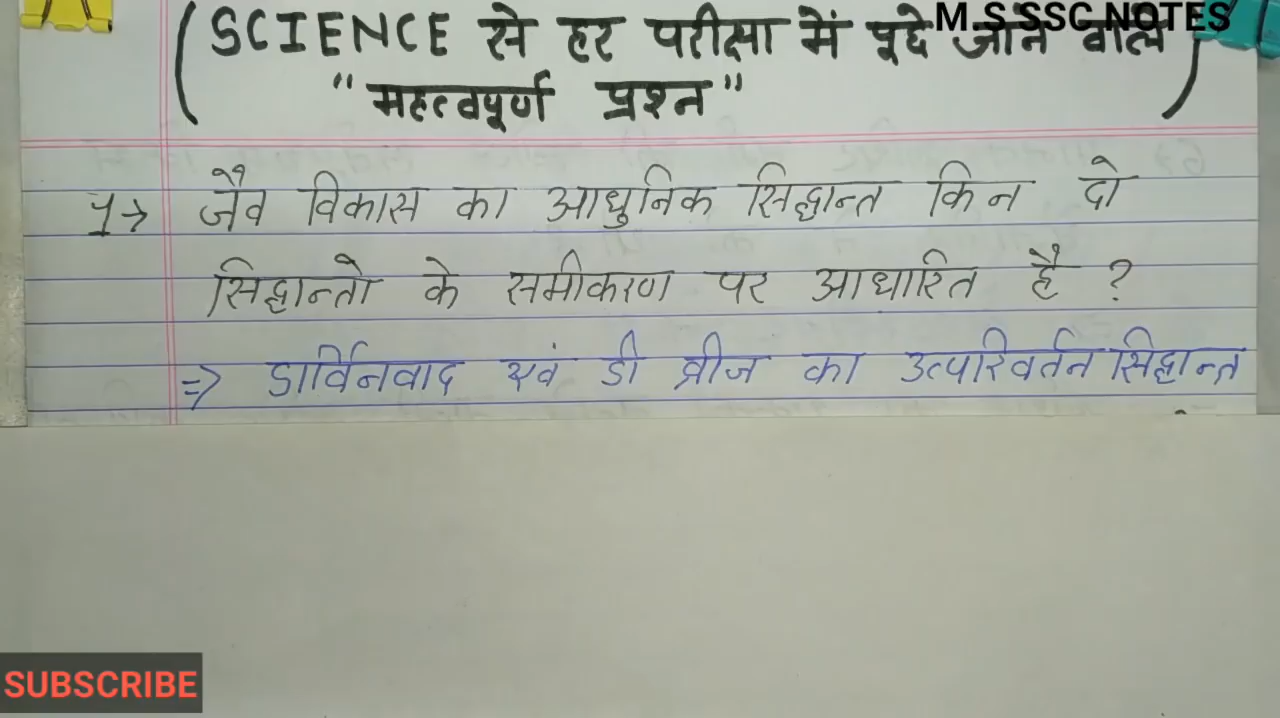 M.S.SSC NOTES
(SCIENCE से हर परीक्षा में पूछे जाने वाले)
"महत्वपूर्ण प्रश्न"
1→ जैव विकास का आधुनिक सिद्धान्त किन दो
सिद्धान्तो के समीकरण पर आधारित है ?
⇒ डार्विनवाद एवं डी व्रीज का उत्परिवर्तन सिद्धान्त
SUBSCRIBE